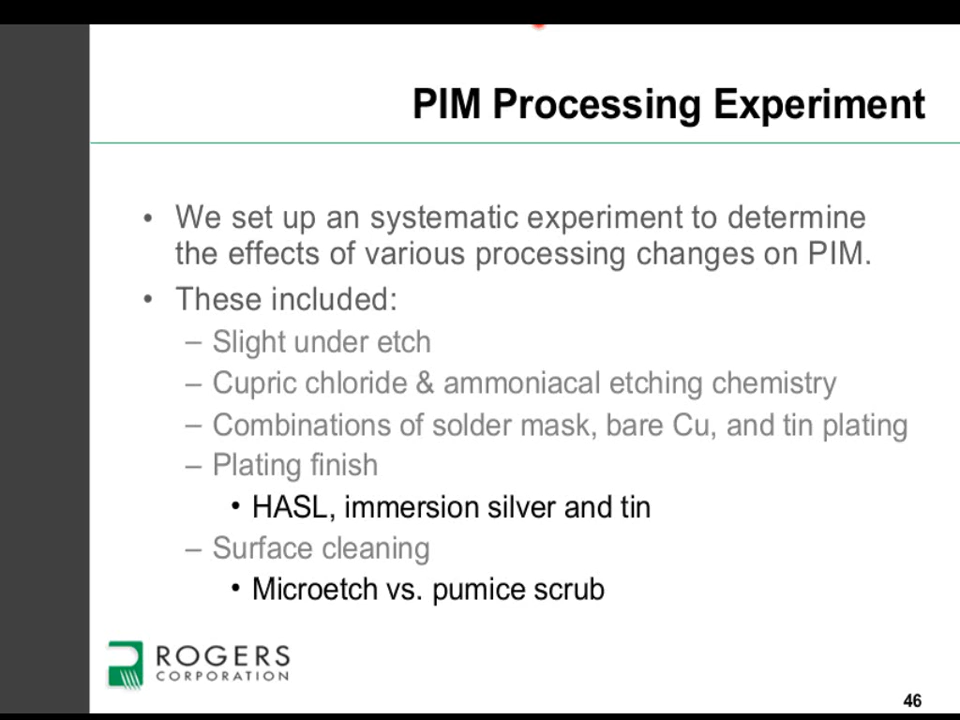 PIM Processing Experiment
• We set up an systematic experiment to determine
the effects of various processing changes on PIM.
• These included:
– Slight under etch
– Cupric chloride & ammoniacal etching chemistry
– Combinations of solder mask, bare Cu, and tin plating
– Plating finish
• HASL, immersion silver and tin
– Surface cleaning
• Microetch vs. pumice scrub
ROGERS
CORPORATION
46